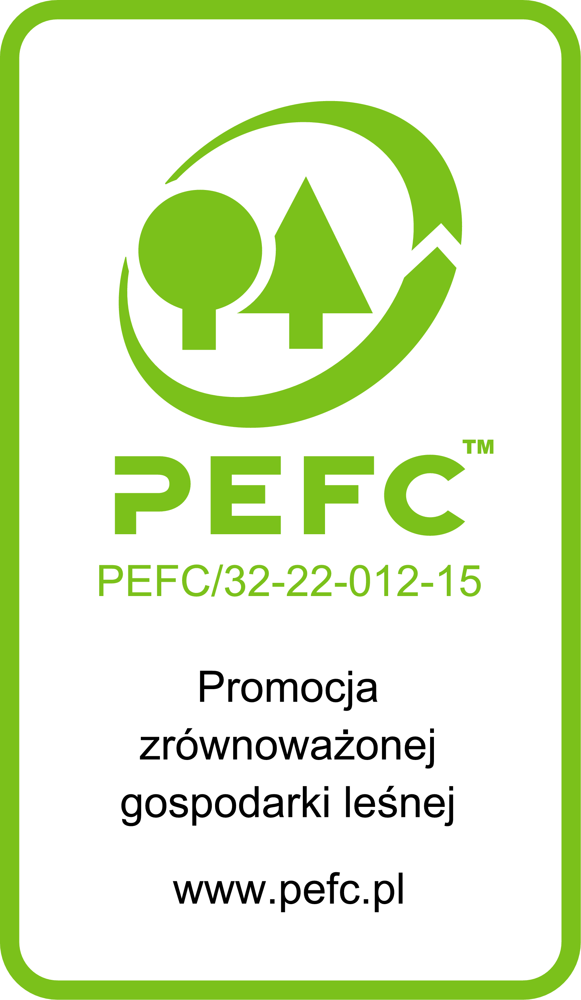 PEFC™
PEFC/32-22-012-15
Promocja
zrównoważonej
gospodarki leśnej
www.pefc.pl